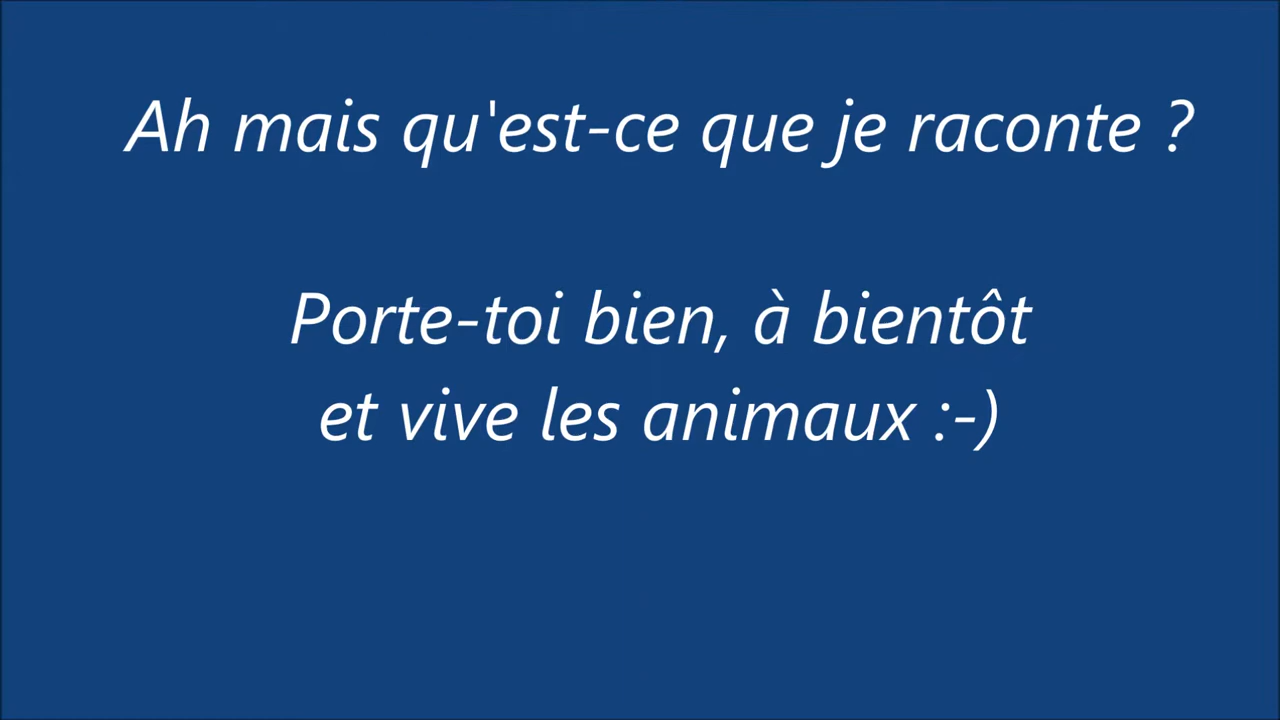 Ah mais qu'est-ce que je raconte ?
Porte-toi bien, à bientôt
et vive les animaux :-)